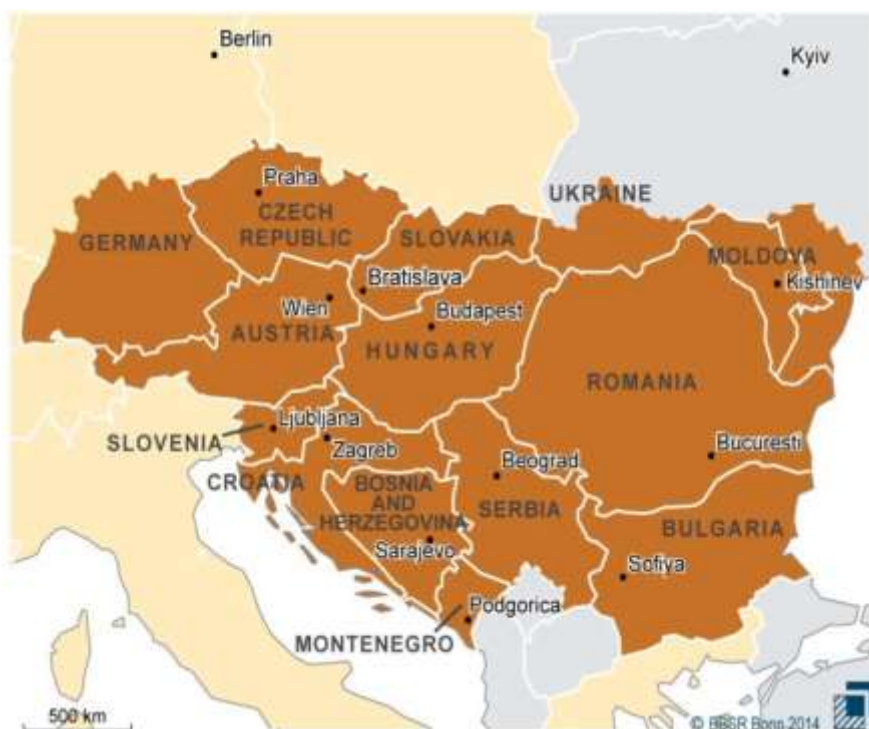 Berlin
Kyiv
Praha
UKRAINE
CZECH
REPUBLIC
GERMANY
SLOVAKIA
MOLDOVA
Kishinev
Bratislava
Wien
Budapest
AUSTRIA
HUNGARY
ROMANIA
Ljubljana
SLOVENIA
Zagreb
Bucuresti
Beograd
CROATIA
BOSNIA
AND
HERZEGOVINA
SERBIA
BULGARIA
Sarajevo
Sofiya
Podgorica
MONTENEGRO
500 km
© BBSR Bonn 2014